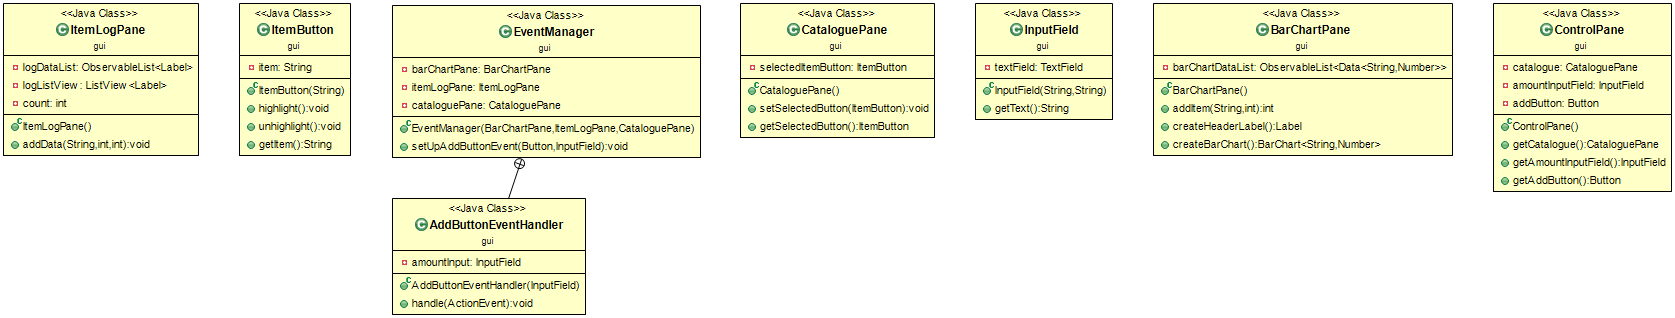 <<Java Class>>
ItemLogPane
gui
logDataList: ObservableList<Label>
logListView : ListView <Label>
count: int
ItemLogPane()
addData(String,int,int):void
<<Java Class>>
ItemButton
gui
item: String
ItemButton(String)
highlight():void
unhighlight():void
getItem():String
<<Java Class>>
EventManager
gui
barChartPane: BarChartPane
itemLogPane: ItemLogPane
cataloguePane: CataloguePane
EventManager(BarChartPane,ItemLogPane,CataloguePane)
setUpAddButtonEvent(Button,InputField):void
<<Java Class>>
AddButtonEventHandler
gui
amountInput: InputField
AddButtonEventHandler(InputField)
handle(ActionEvent):void
<<Java Class>>
CataloguePane
gui
selectedItemButton: ItemButton
CataloguePane()
setSelectedButton(ItemButton):void
getSelectedButton():ItemButton
<<Java Class>>
InputField
gui
textField: TextField
InputField(String,String)
getText():String
<<Java Class>>
BarChartPane
gui
barChartDataList: ObservableList<Data<String,Number>>
BarChartPane()
addItem(String,int):int
createHeaderLabel():Label
createBarChart():BarChart<String,Number>
<<Java Class>>
ControlPane
gui
catalogue: CataloguePane
amountInputField: InputField
addButton: Button
ControlPane()
getCatalogue():CataloguePane
getAmountInputField():InputField
getAddButton():Button